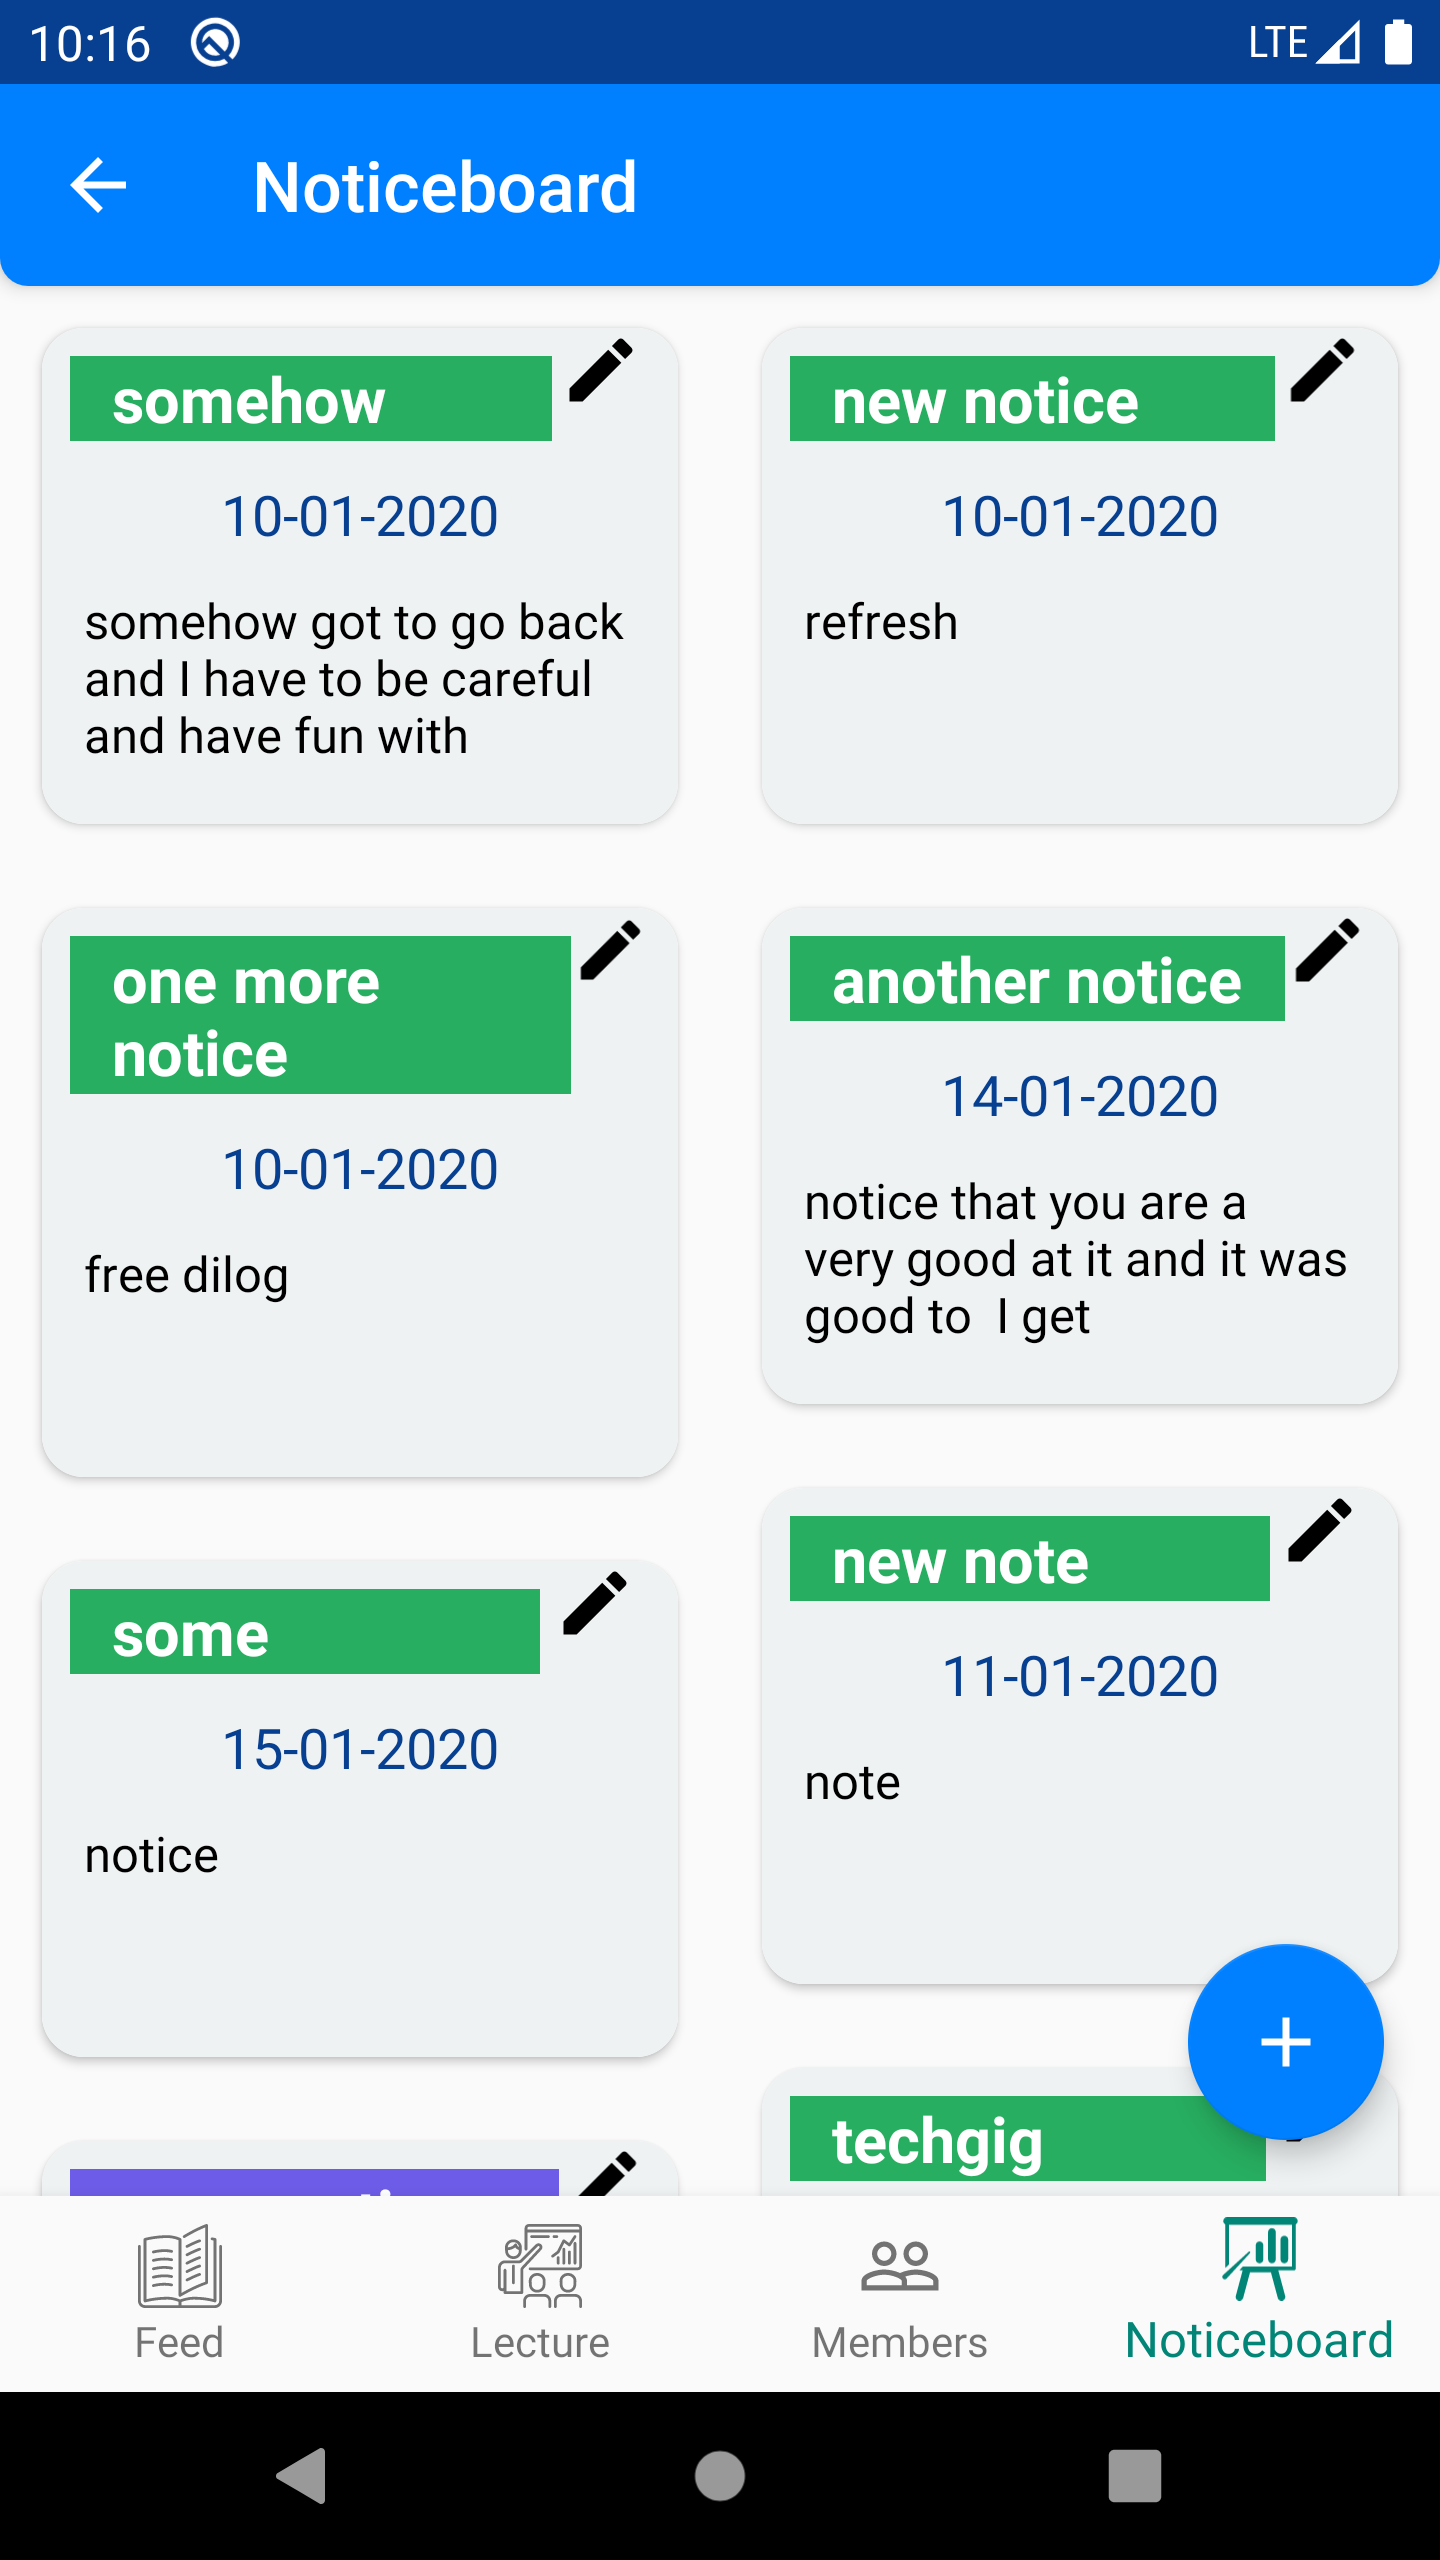 10:16
LTE
Noticeboard
somehow
10-01-2020
somehow got to go back
and I have to be careful
and have fun with
new notice
10-01-2020
refresh
one more
notice
10-01-2020
free dilog
another notice
14-01-2020
notice that you are a
very good at it and it was
good to  I get
some
15-01-2020
notice
new note
11-01-2020
note
techgig
Feed
Lecture
Members
Noticeboard